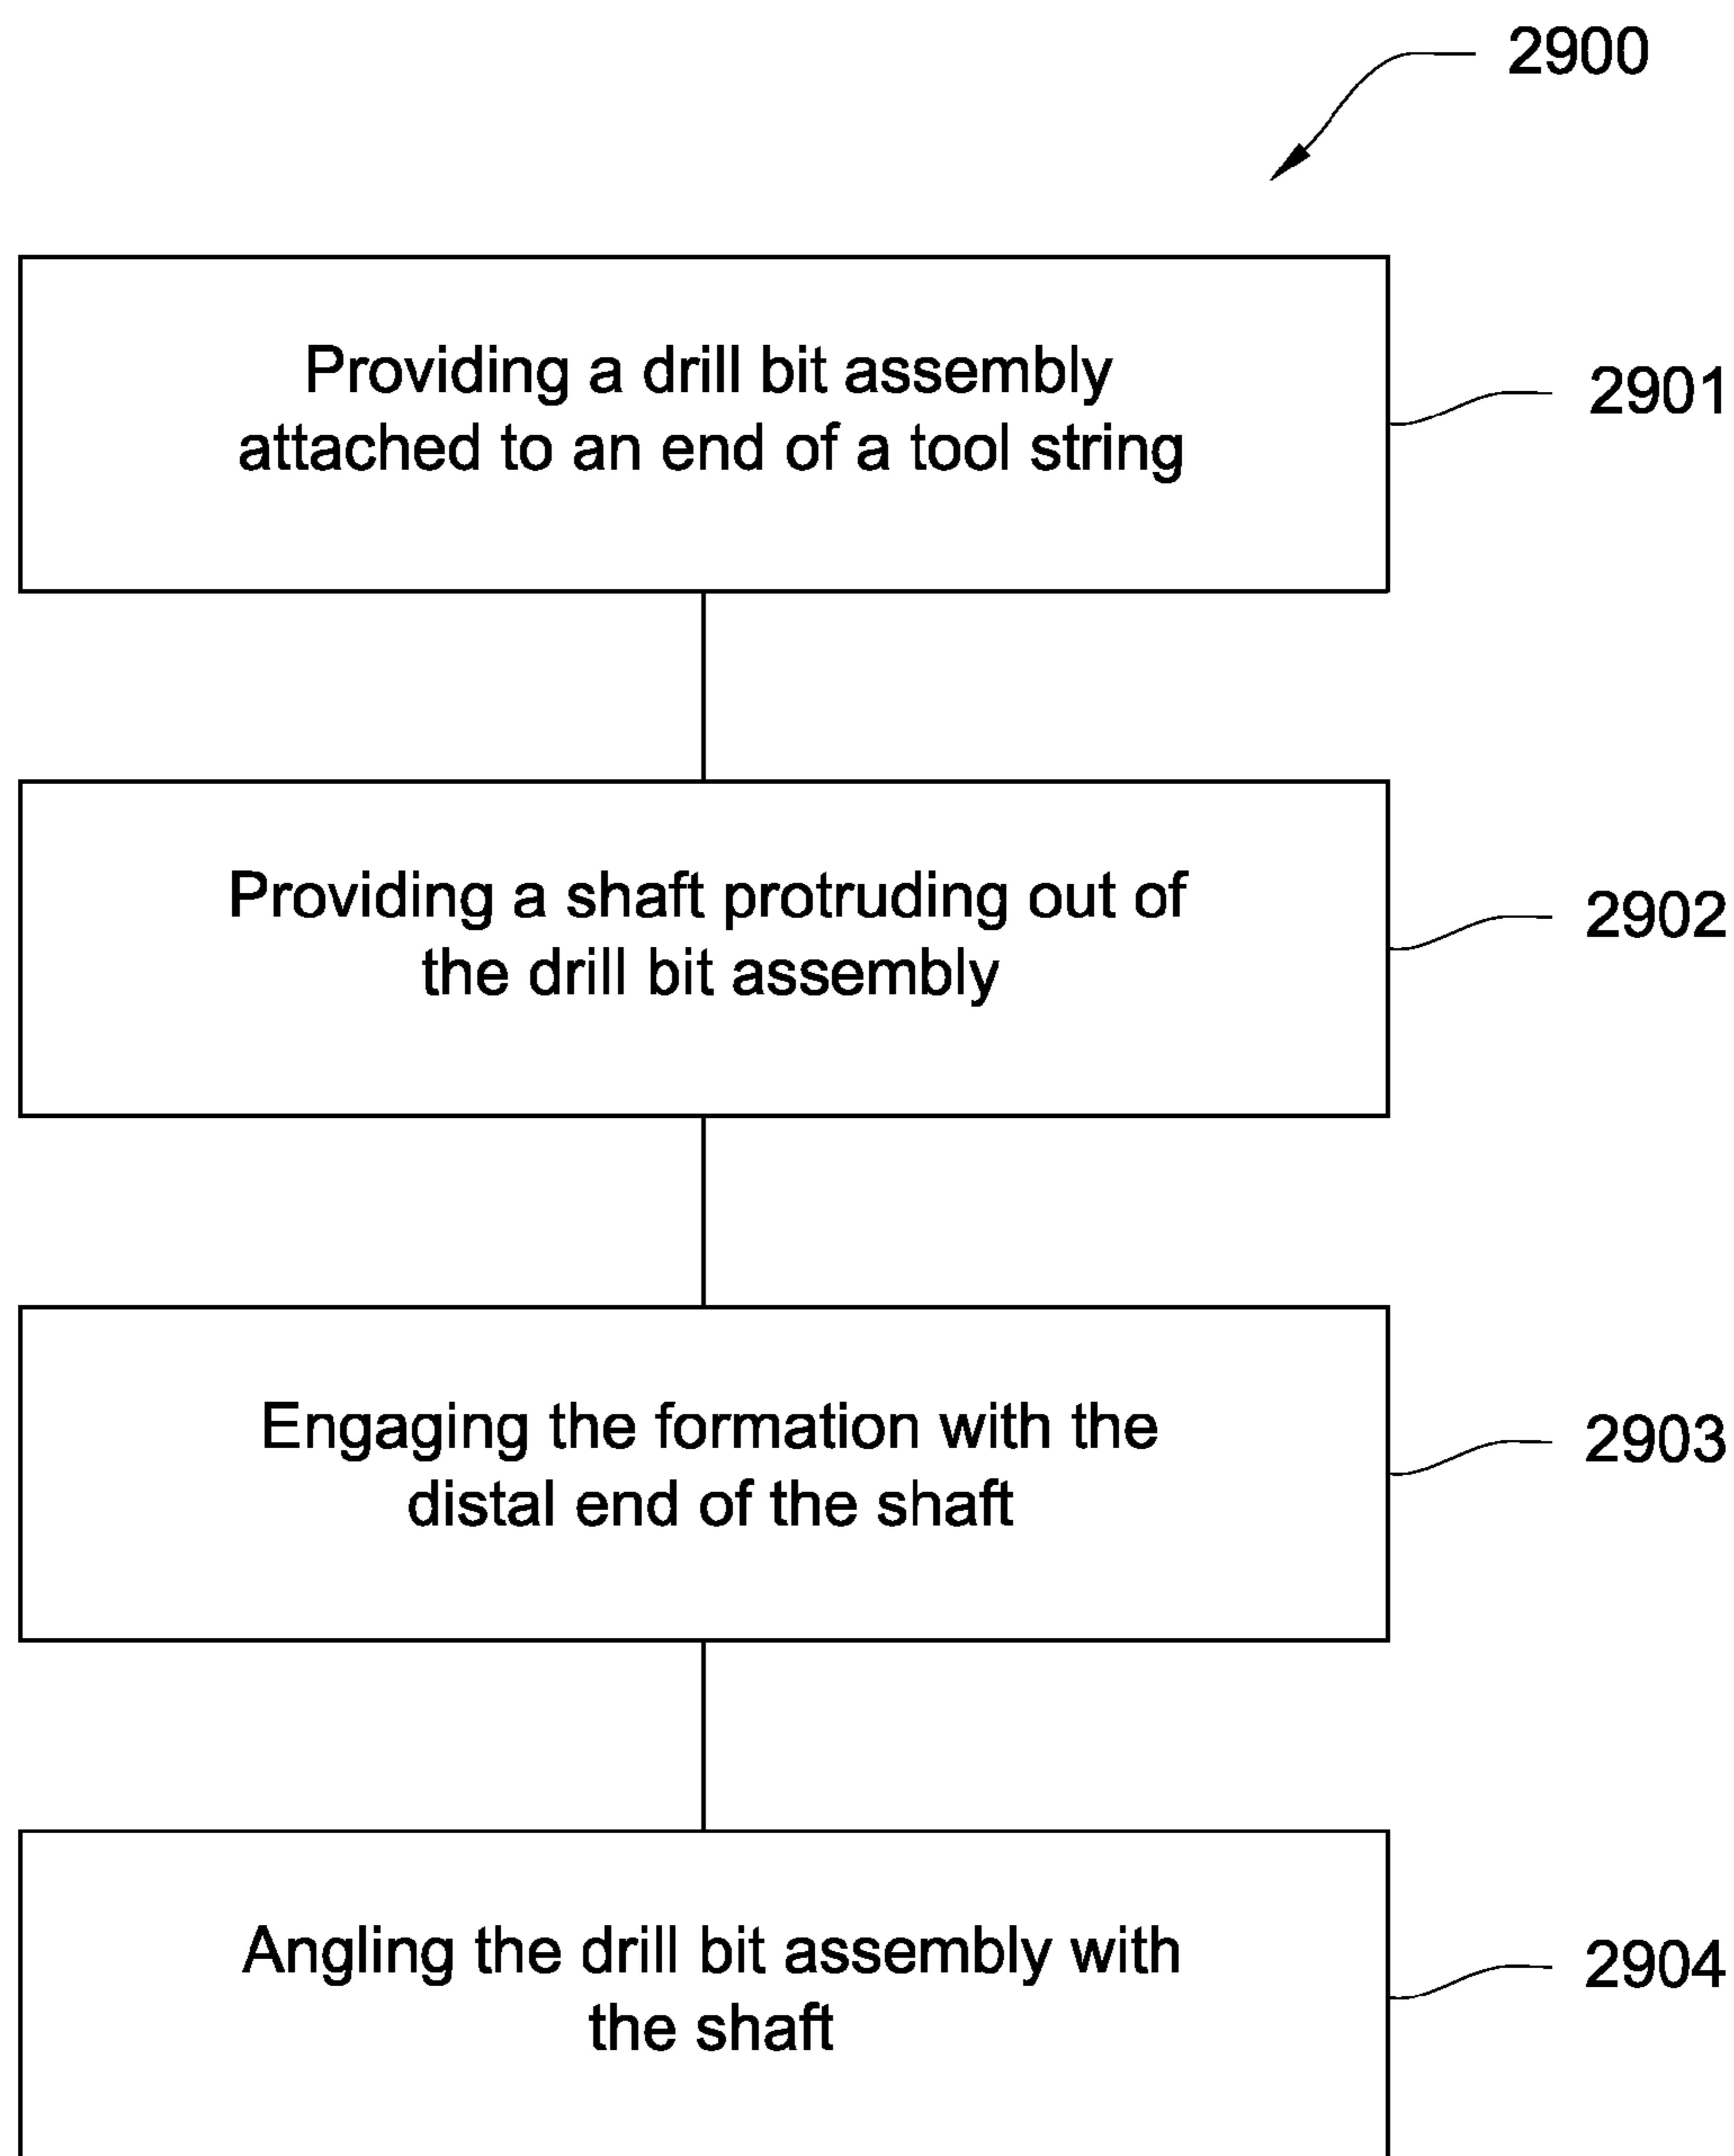 2900
Providing a drill bit assembly
attached to an end of a tool string
2901
Providing a shaft protruding out of
the drill bit assembly
2902
Engaging the formation with the
distal end of the shaft
2903
Angling the drill bit assembly with
the shaft
2904